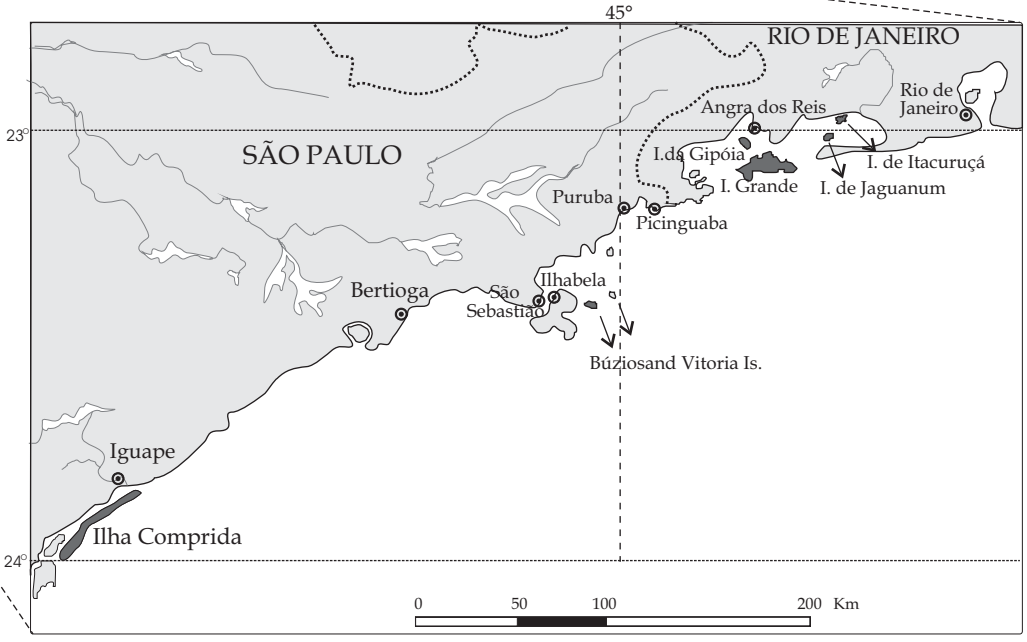 45°
RIO DE JANEIRO
Rio de
Janeiro
Angra dos Reis
23°
SÃO PAULO
I.da Gipóia
I. de Itacuruçá
I. Grande
I. de Jaguanum
Puruba
Picinguaba
Ilhabela
Bertioga
São
Sebastião
Búziosand Vitoria Is.
Iguape
Ilha Comprida
24°
0 50 100 200 Km